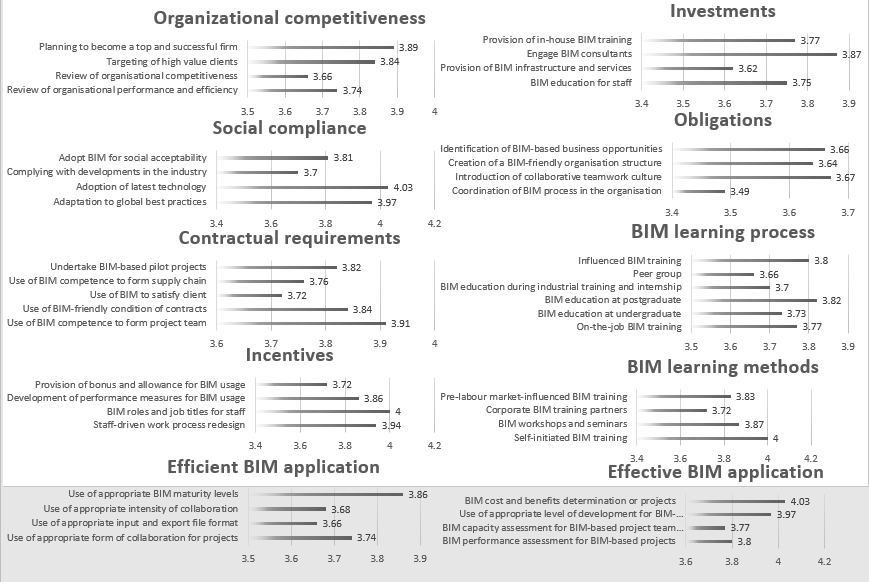 Organizational competitiveness
Planning to become a top and successful firm 3.89
Targeting of high value clients 3.84
Review of organisational competitiveness 3.66
Review of organisational performance and efficiency 3.74
3.5 3.6 3.7 3.8 3.9 4
Social compliance
Adopt BIM for social acceptability 3.81
Complying with developments in the industry 3.7
Adoption of latest technology 4.03
Adaptation to global best practices 3.97
3.4 3.6 3.8 4 4.2
Contractual requirements
Undertake BIM-based pilot projects 3.82
Use of BIM competence to form supply chain 3.76
Use of BIM to satisfy client 3.72
Use of BIM-friendly condition of contracts 3.84
Use of BIM competence to form project team 3.91
3.6 3.7 3.8 3.9 4
Incentives
Provision of bonus and allowance for BIM usage 3.72
Development of performance measures for BIM usage 3.86
BIM roles and job titles for staff 4
Staff-driven work process redesign 3.94
3.4 3.6 3.8 4 4.2
Efficient BIM application
Use of appropriate BIM maturity levels 3.86
Use of appropriate intensity of collaboration 3.68
Use of appropriate input and export file format 3.66
Use of appropriate form of collaboration for projects 3.74
3.5 3.6 3.7 3.8 3.9
Investments
Provision of in-house BIM training 3.77
Engage BIM consultants 3.87
Provision of BIM infrastructure and services 3.62
BIM education for staff 3.75
3.4 3.5 3.6 3.7 3.8 3.9
Obligations
Identification of BIM-based business opportunities 3.66
Creation of a BIM-friendly organisation structure 3.64
Introduction of collaborative teamwork culture 3.67
Coordination of BIM process in the organisation 3.49
3.4 3.5 3.6 3.7
BIM learning process
Influenced BIM training 3.8
Peer group 3.66
BIM education during industrial training and internship 3.7
BIM education at postgraduate 3.82
BIM education at undergraduate 3.73
On-the-job BIM training 3.77
3.5 3.6 3.7 3.8 3.9
BIM learning methods
Pre-labour market-influenced BIM training 3.83
Corporate BIM training partners 3.72
BIM workshops and seminars 3.87
Self-initiated BIM training 4
3.4 3.6 3.8 4 4.2
Effective BIM application
BIM cost and benefits determination or projects 4.03
Use of appropriate level of development for BIM-... 3.97
BIM capacity assessment for BIM-based project team... 3.77
BIM performance assessment for BIM-based projects 3.8
3.6 3.8 4 4.2